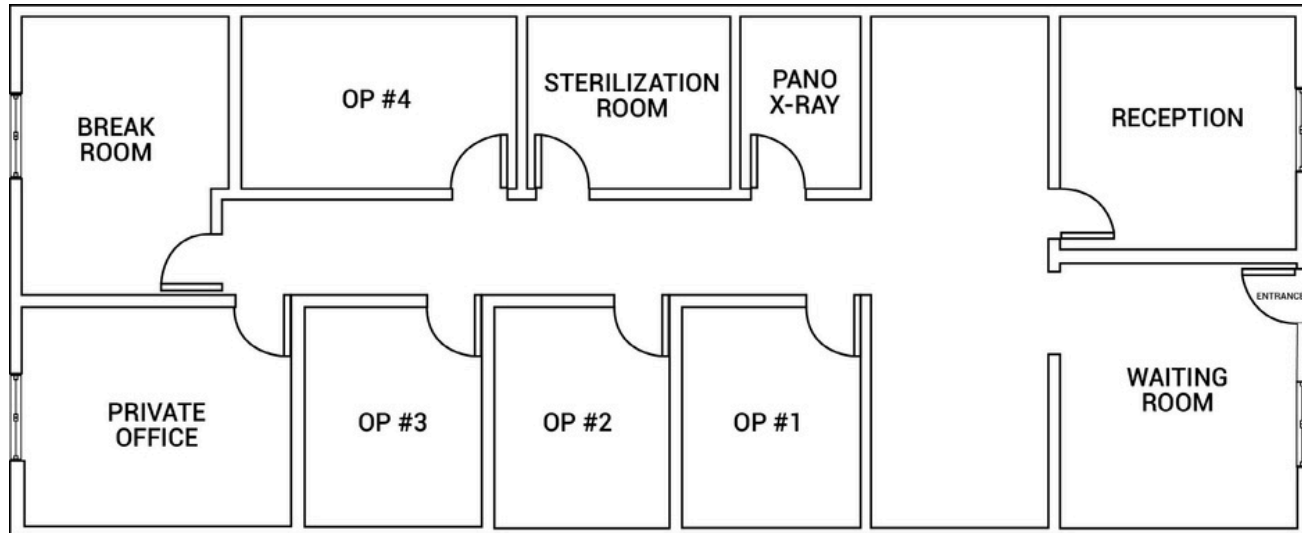 BREAK
ROOM
OP #4
STERILIZATION
ROOM
PANO
X-RAY
RECEPTION
ENTRANCE
PRIVATE
OFFICE
OP #3
OP #2
OP #1
WAITING
ROOM